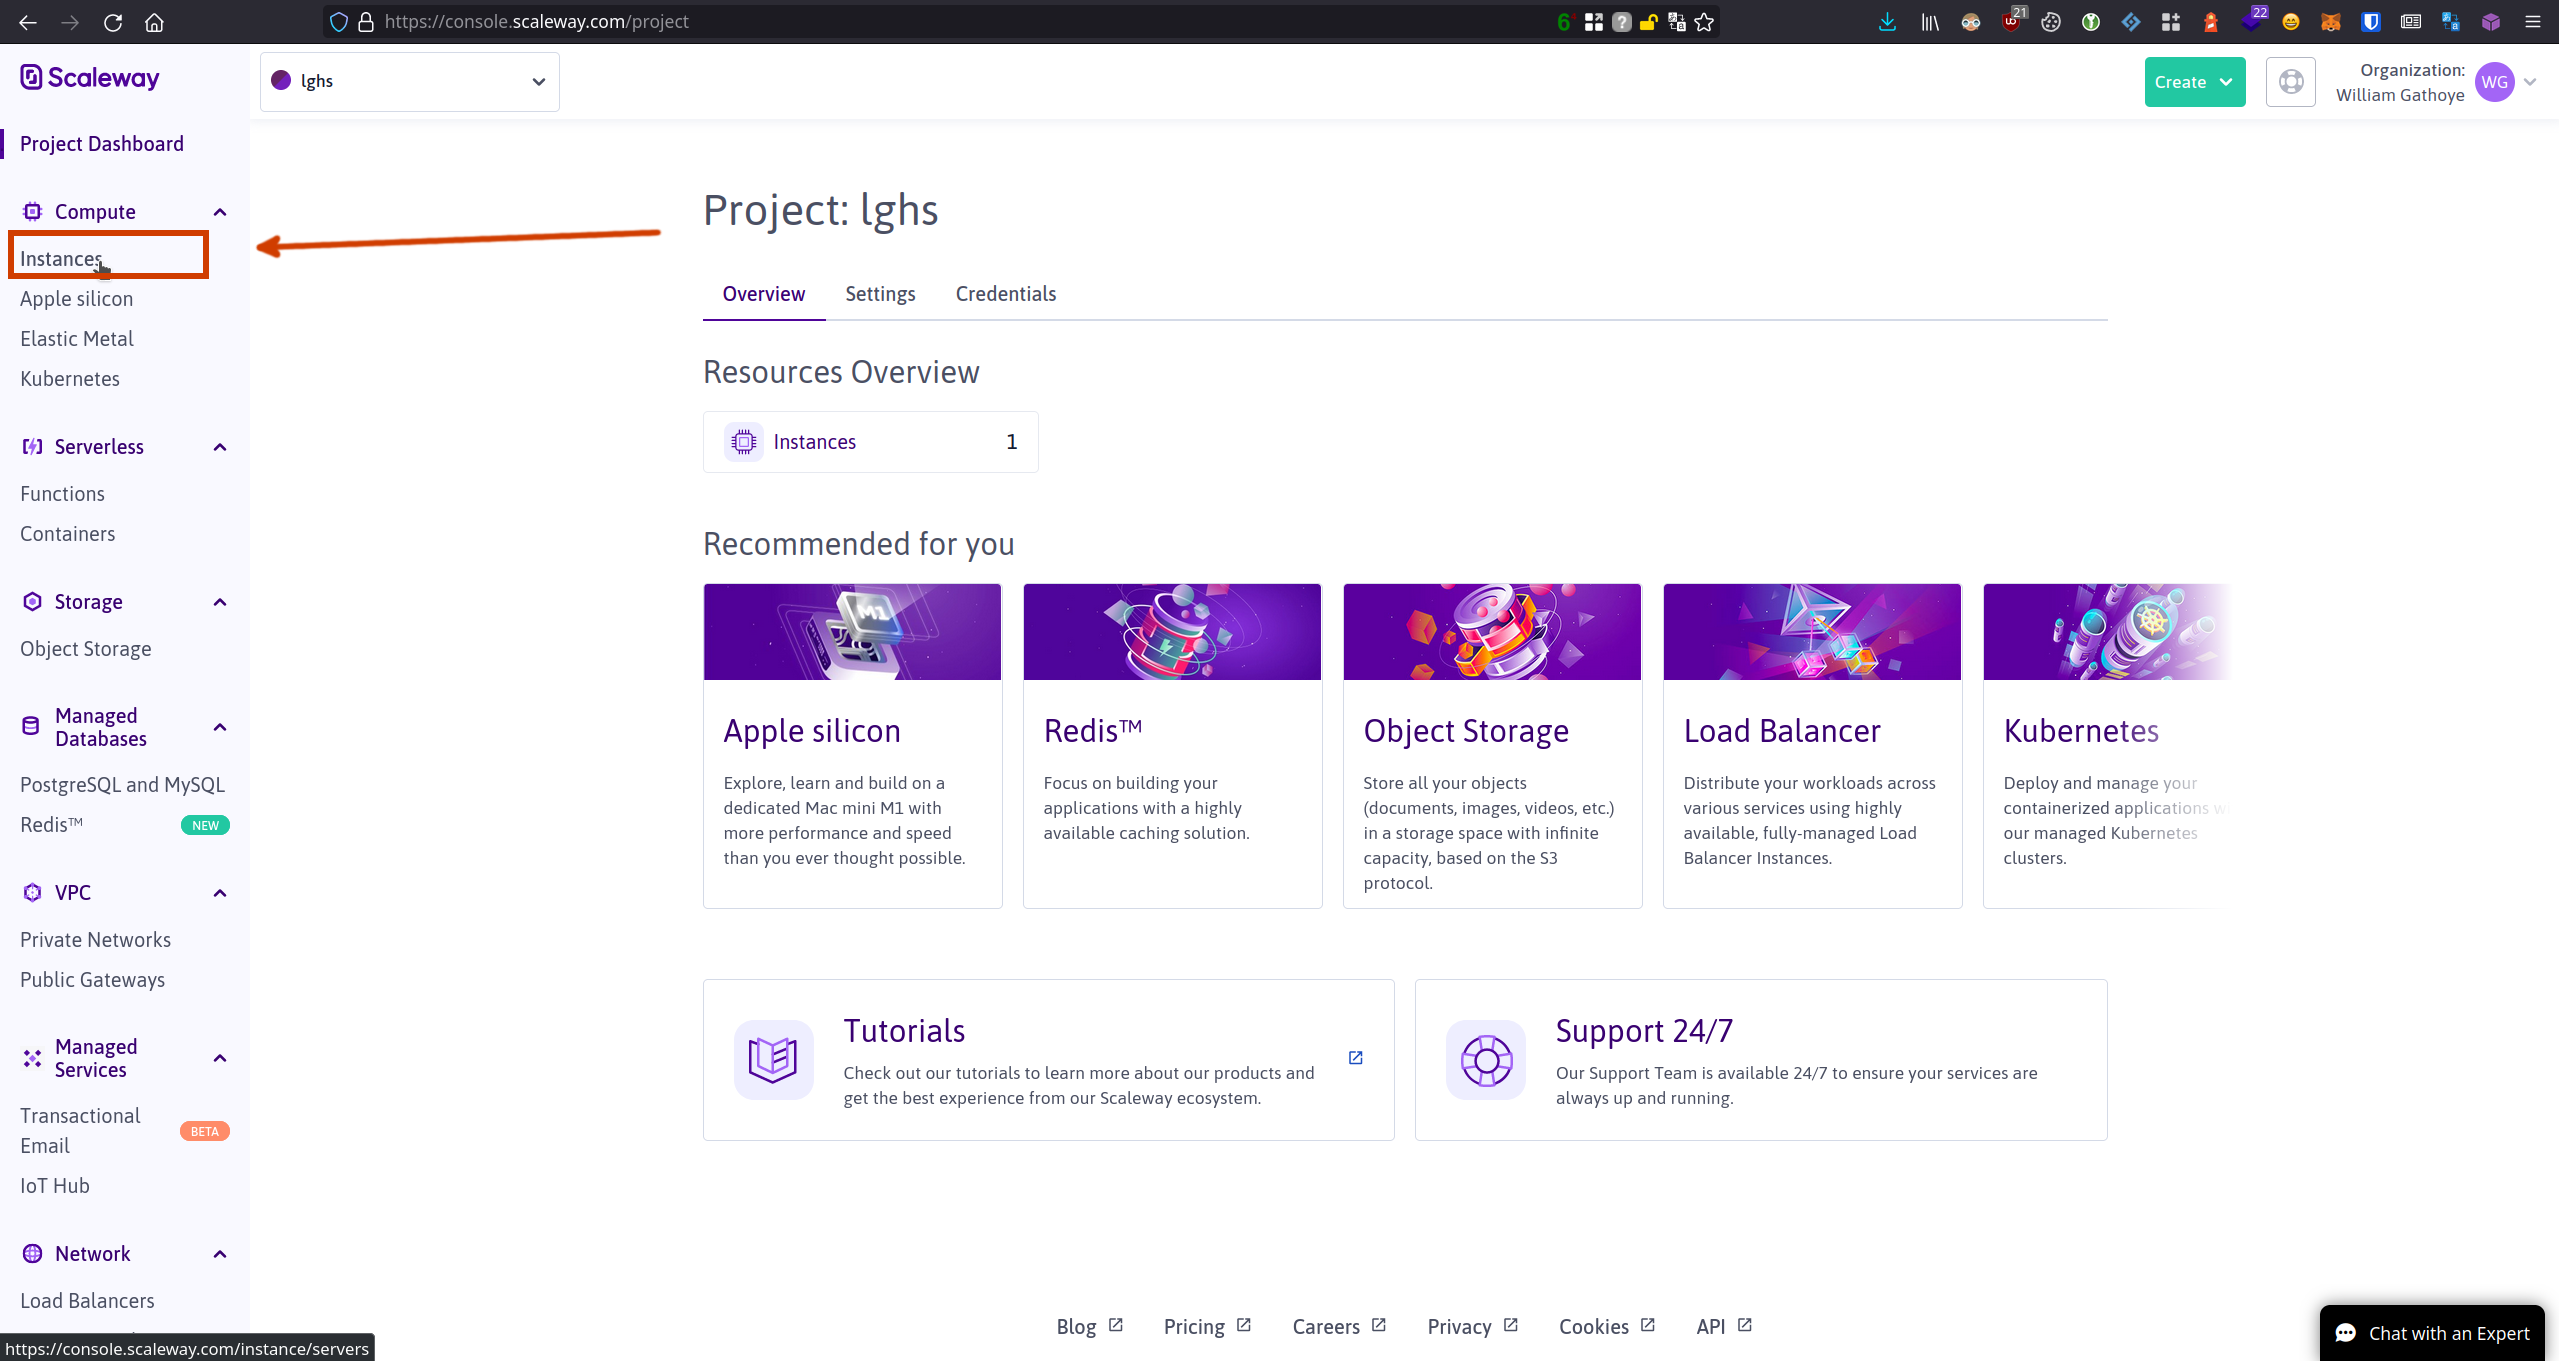 https://console.scaleway.com/project
6
21
22
Scaleway
lghs
Create
Organization:
William Gathoye
WG
Project Dashboard
Compute
Instances
Apple silicon
Elastic Metal
Kubernetes
Serverless
Functions
Containers
Storage
Object Storage
Managed
Databases
PostgreSQL and MySQL
Redis™
NEW
VPC
Private Networks
Public Gateways
Managed
Services
Transactional
Email
BETA
IoT Hub
Network
Load Balancers
https://console.scaleway.com/instance/servers
Project: lghs
Overview
Settings
Credentials
Resources Overview
Instances
1
Recommended for you
M1
Apple silicon
Explore, learn and build on a
dedicated Mac mini M1 with
more performance and speed
than you ever thought possible.
Redis™
Focus on building your
applications with a highly
available caching solution.
Object Storage
Store all your objects
(documents, images, videos, etc.)
in a storage space with infinite
capacity, based on the S3
protocol.
Load Balancer
Distribute your workloads across
various services using highly
available, fully-managed Load
Balancer Instances.
Kubernetes
Deploy and manage your
containerized applications
our managed Kubernetes
clusters.
Tutorials
Check out our tutorials to learn more about our products and
get the best experience from our Scaleway ecosystem.
Support 24/7
Our Support Team is available 24/7 to ensure your services are
always up and running.
Blog
Pricing
Careers
Privacy
Cookies
API
Chat with an Expert